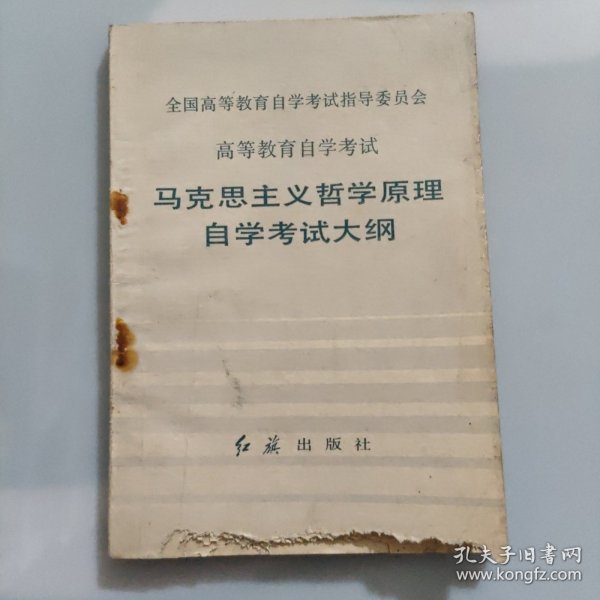 全国高等教育自学考试指导委员会
高等教育自学考试
马克思主义哲学原理
自学考试大纲
红旗出版社
孔夫子旧书网
www.kongfz.com